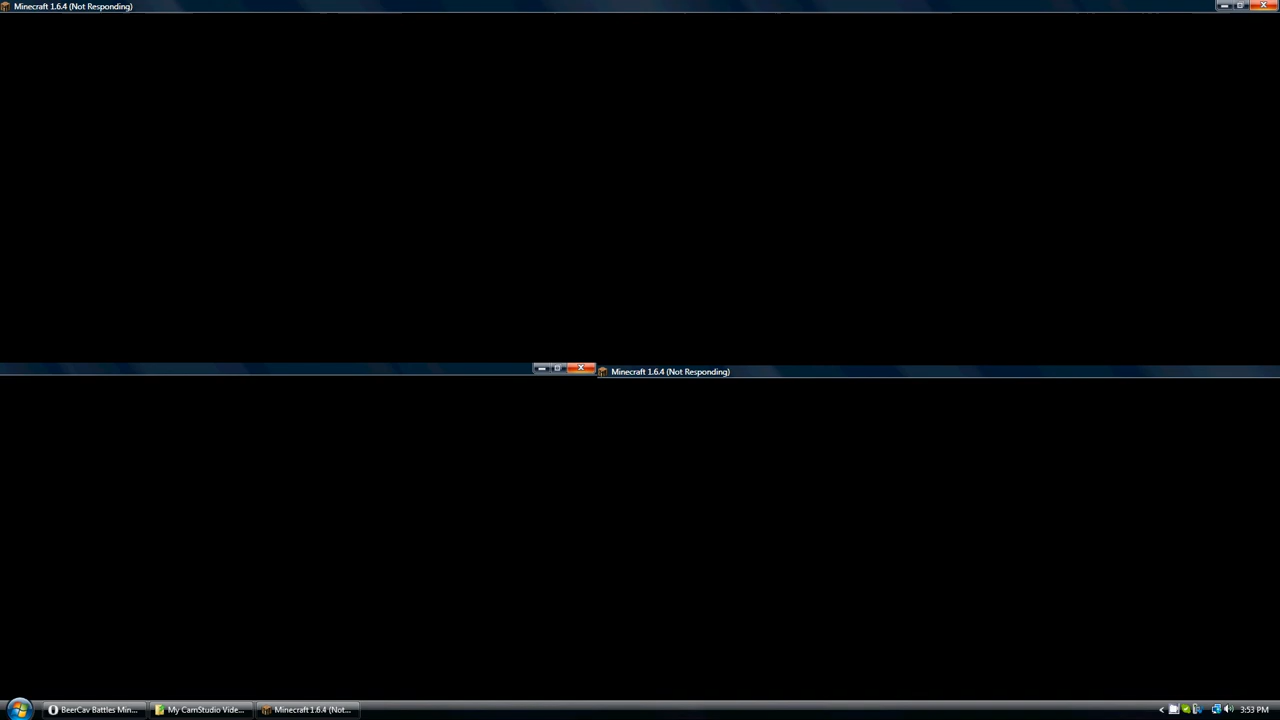 Minecraft 1.6.4 (Not Responding)
Minecraft 1.6.4 (Not Responding)
BeerCav Battles Min...
My CamStudio Vide...
Minecraft 1.6.4 (Not...
3:53 PM